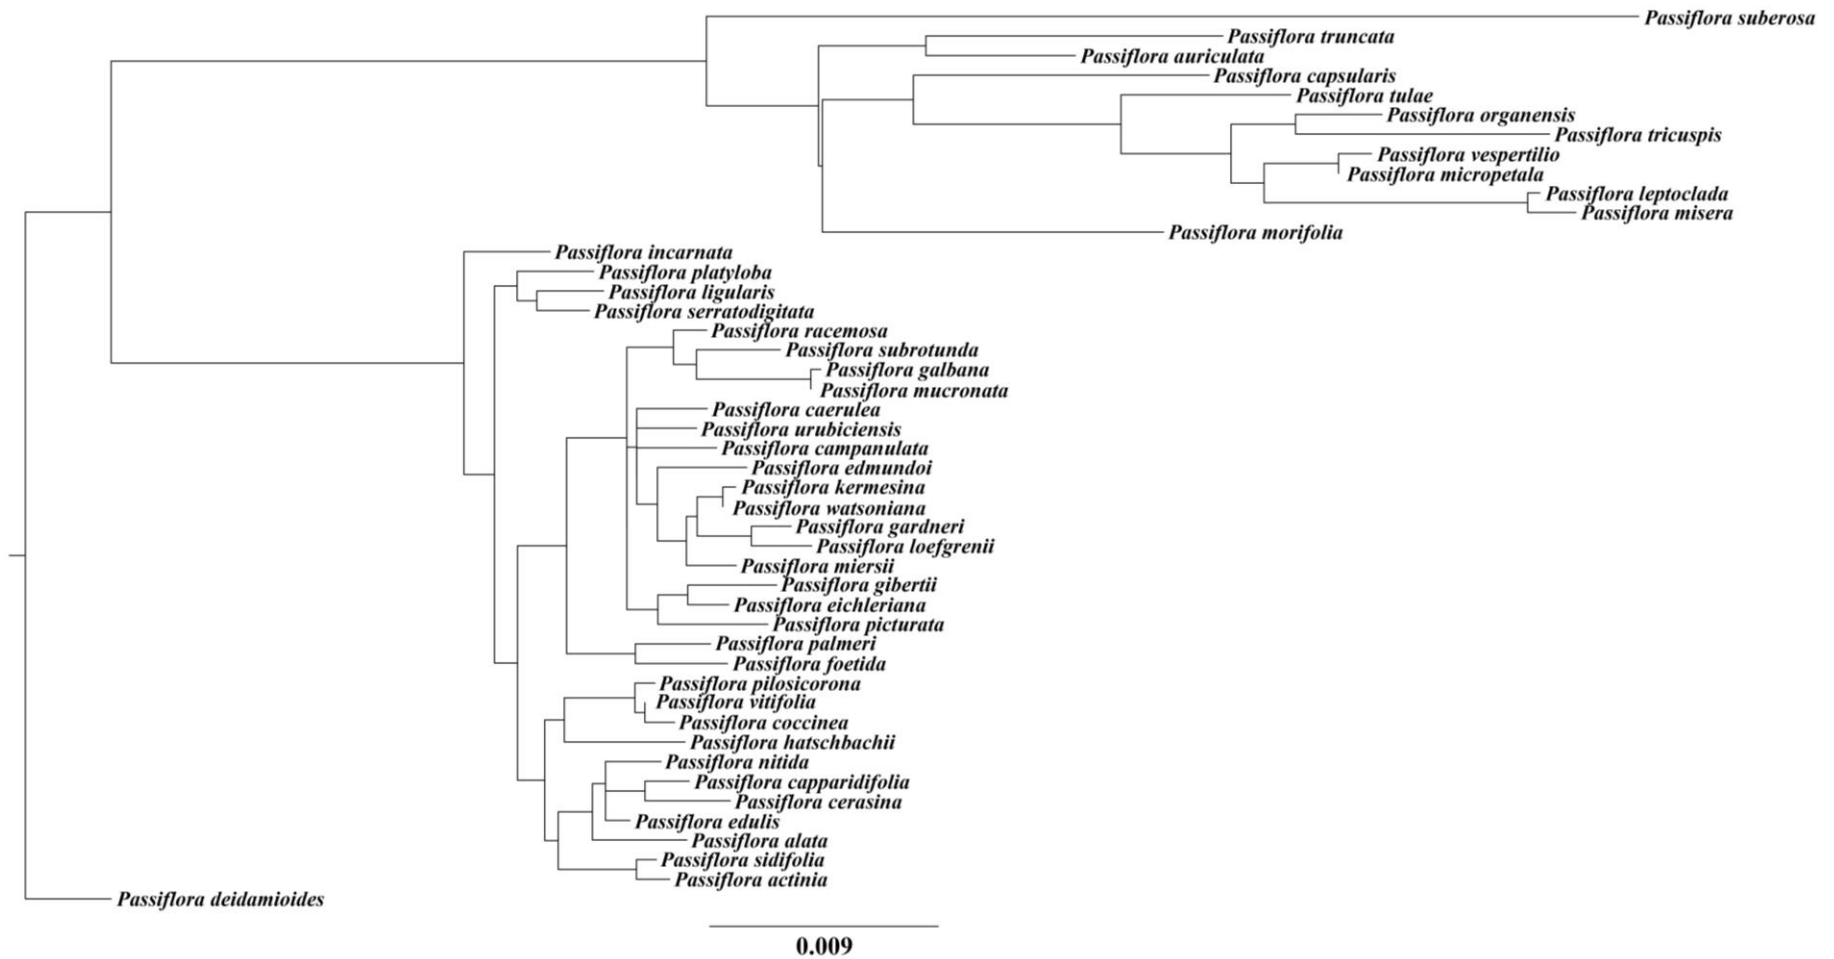 Passiflora suberosa
Passiflora truncata
Passiflora auriculata
Passiflora capsularis
Passiflora tulae
Passiflora organensis
Passiflora tricuspis
Passiflora vespertilio
Passiflora micropetala
Passiflora leptoclada
Passiflora misera
Passiflora morifolia
Passiflora incarnata
Passiflora platyloba
Passiflora ligularis
Passiflora serratodigitata
Passiflora racemosa
Passiflora subrotunda
Passiflora galbana
Passiflora mucronata
Passiflora caerulea
Passiflora urubiciensis
Passiflora campanulata
Passiflora edmundoi
Passiflora kermesina
Passiflora watsoniana
Passiflora gardneri
Passiflora loefgrenii
Passiflora miersii
Passiflora gibertii
Passiflora eichleriana
Passiflora picturata
Passiflora palmeri
Passiflora foetida
Passiflora pilosicorona
Passiflora vitifolia
Passiflora coccinea
Passiflora hatschbachii
Passiflora nitida
Passiflora capparidifolia
Passiflora cerasina
Passiflora edulis
Passiflora alata
Passiflora sidifolia
Passiflora actinia
Passiflora deidamioides
0.009